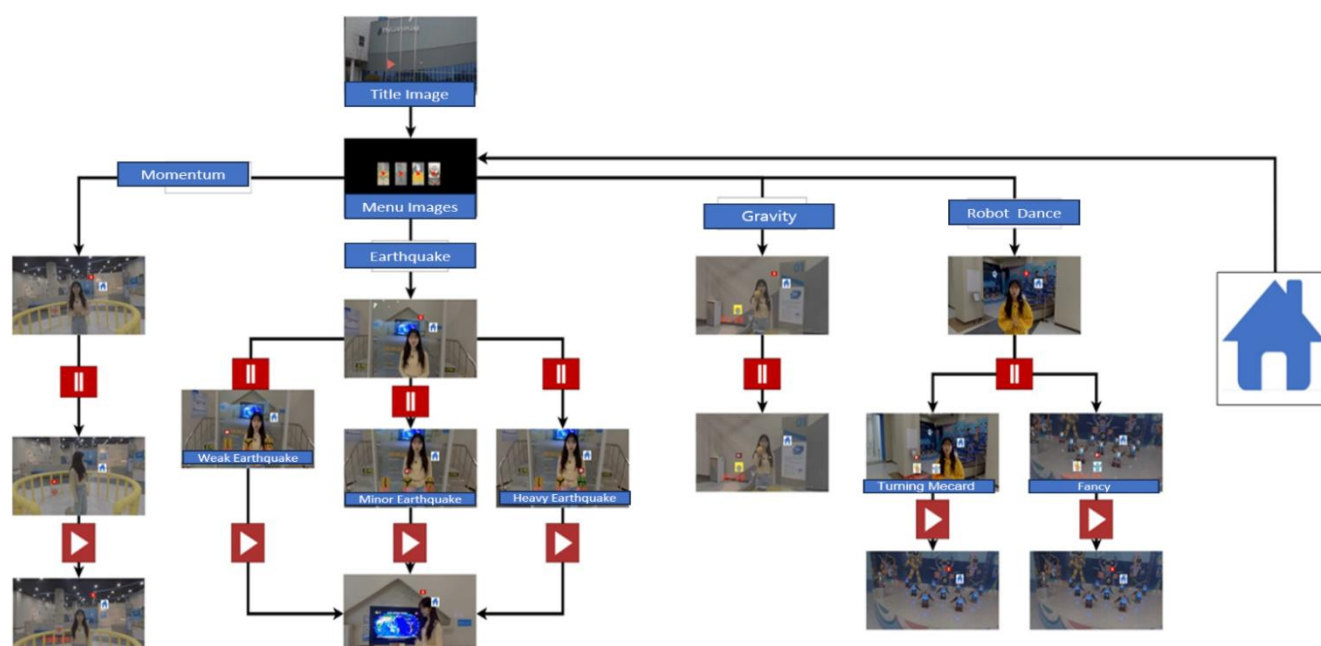 Title Image
Momentum
Menu Images
Earthquake
Gravity
Robot Dance
Weak Earthquake
Minor Earthquake
Heavy Earthquake
Turning Mecard
Fancy